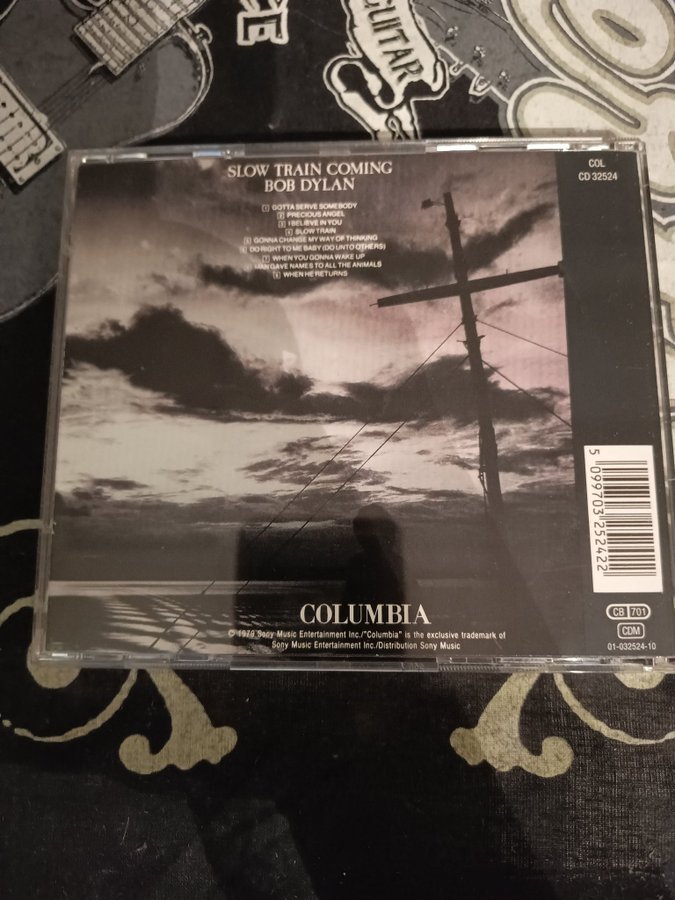 GUITAR
SLOW TRAIN COMING
BOB DYLAN
COL
CD 32524
1 GOTTA SERVE SOMEBODY
2 PRECIOUS ANGEL
3 I BELIEVE IN YOU
4 SLOW TRAIN
5 GONNA CHANGE MY WAY OF THINKING
6 DO RIGHT TO ME BABY (DO UNTO OTHERS)
7 WHEN YOU GONNA WAKE UP
8 MAN GAVE NAMES TO ALL THE ANIMALS
9 WHEN HE RETURNS
5 099703 252422
COLUMBIA
© 1979 Sony Music Entertainment Inc./"Columbia" is the exclusive trademark of
Sony Music Entertainment Inc./Distribution Sony Music
CB 701
CDM
01-032524-10